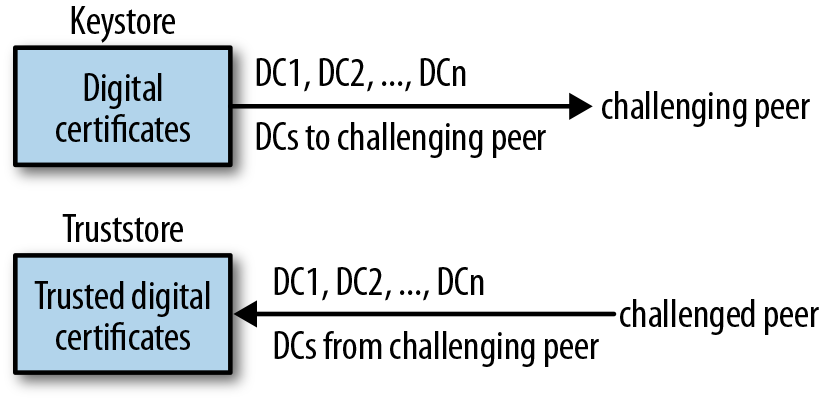 Keystore
Digital
certificates
DC1, DC2, ..., DCn
DCs to challenging peer
challenging peer
Truststore
Trusted digital
certificates
DC1, DC2, ..., DCn
DCs from challenging peer
challenged peer